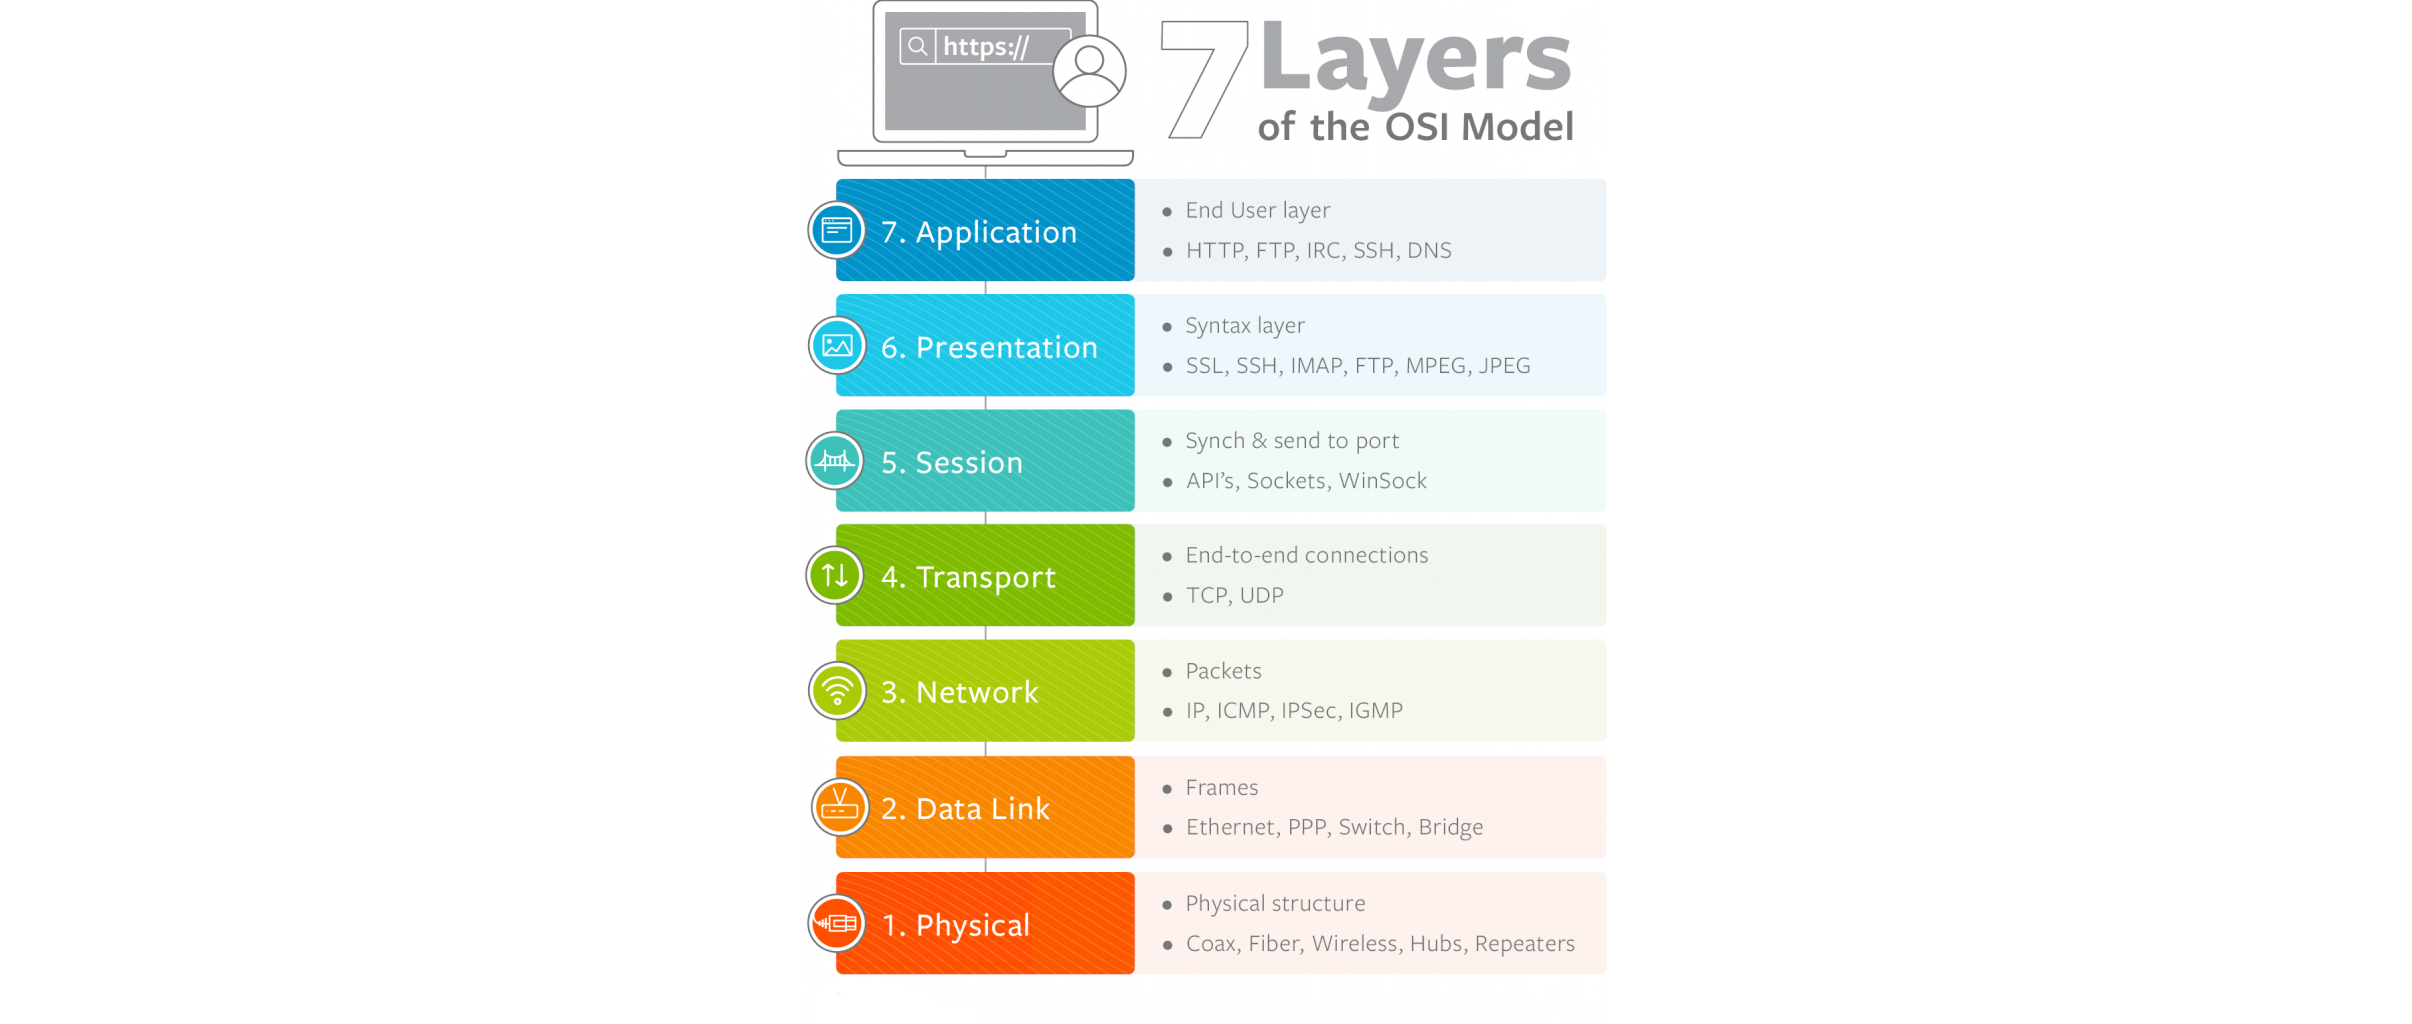 https://
7 Layers
of the OSI Model
7. Application
• End User layer
• HTTP, FTP, IRC, SSH, DNS
6. Presentation
• Syntax layer
• SSL, SSH, IMAP, FTP, MPEG, JPEG
5. Session
• Synch & send to port
• API’s, Sockets, WinSock
4. Transport
• End-to-end connections
• TCP, UDP
3. Network
• Packets
• IP, ICMP, IPSec, IGMP
2. Data Link
• Frames
• Ethernet, PPP, Switch, Bridge
1. Physical
• Physical structure
• Coax, Fiber, Wireless, Hubs, Repeaters